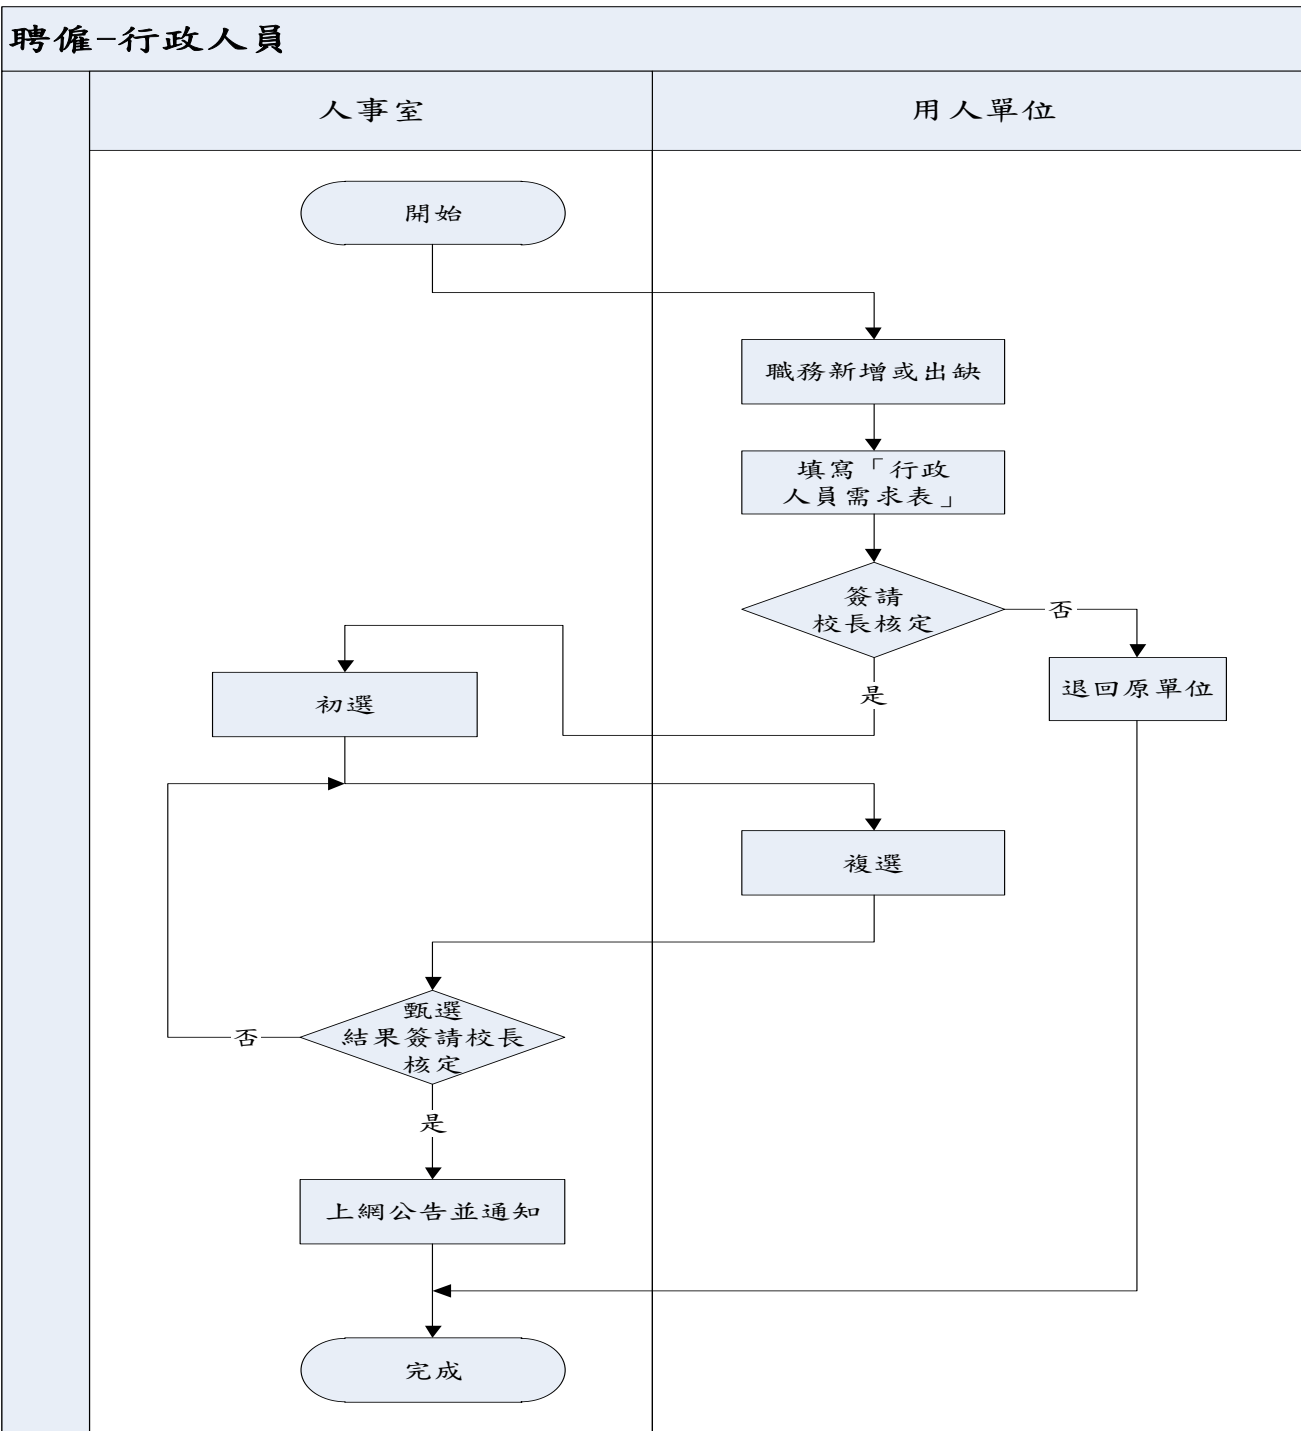 聘僱-行政人員
人事室
用人單位
開始
職務新增或出缺
填寫「行政
人員需求表」
簽請
校長核定
否
是
退回原單位
初選
複選
甄選
結果簽請校長
核定
否
是
上網公告並通知
完成